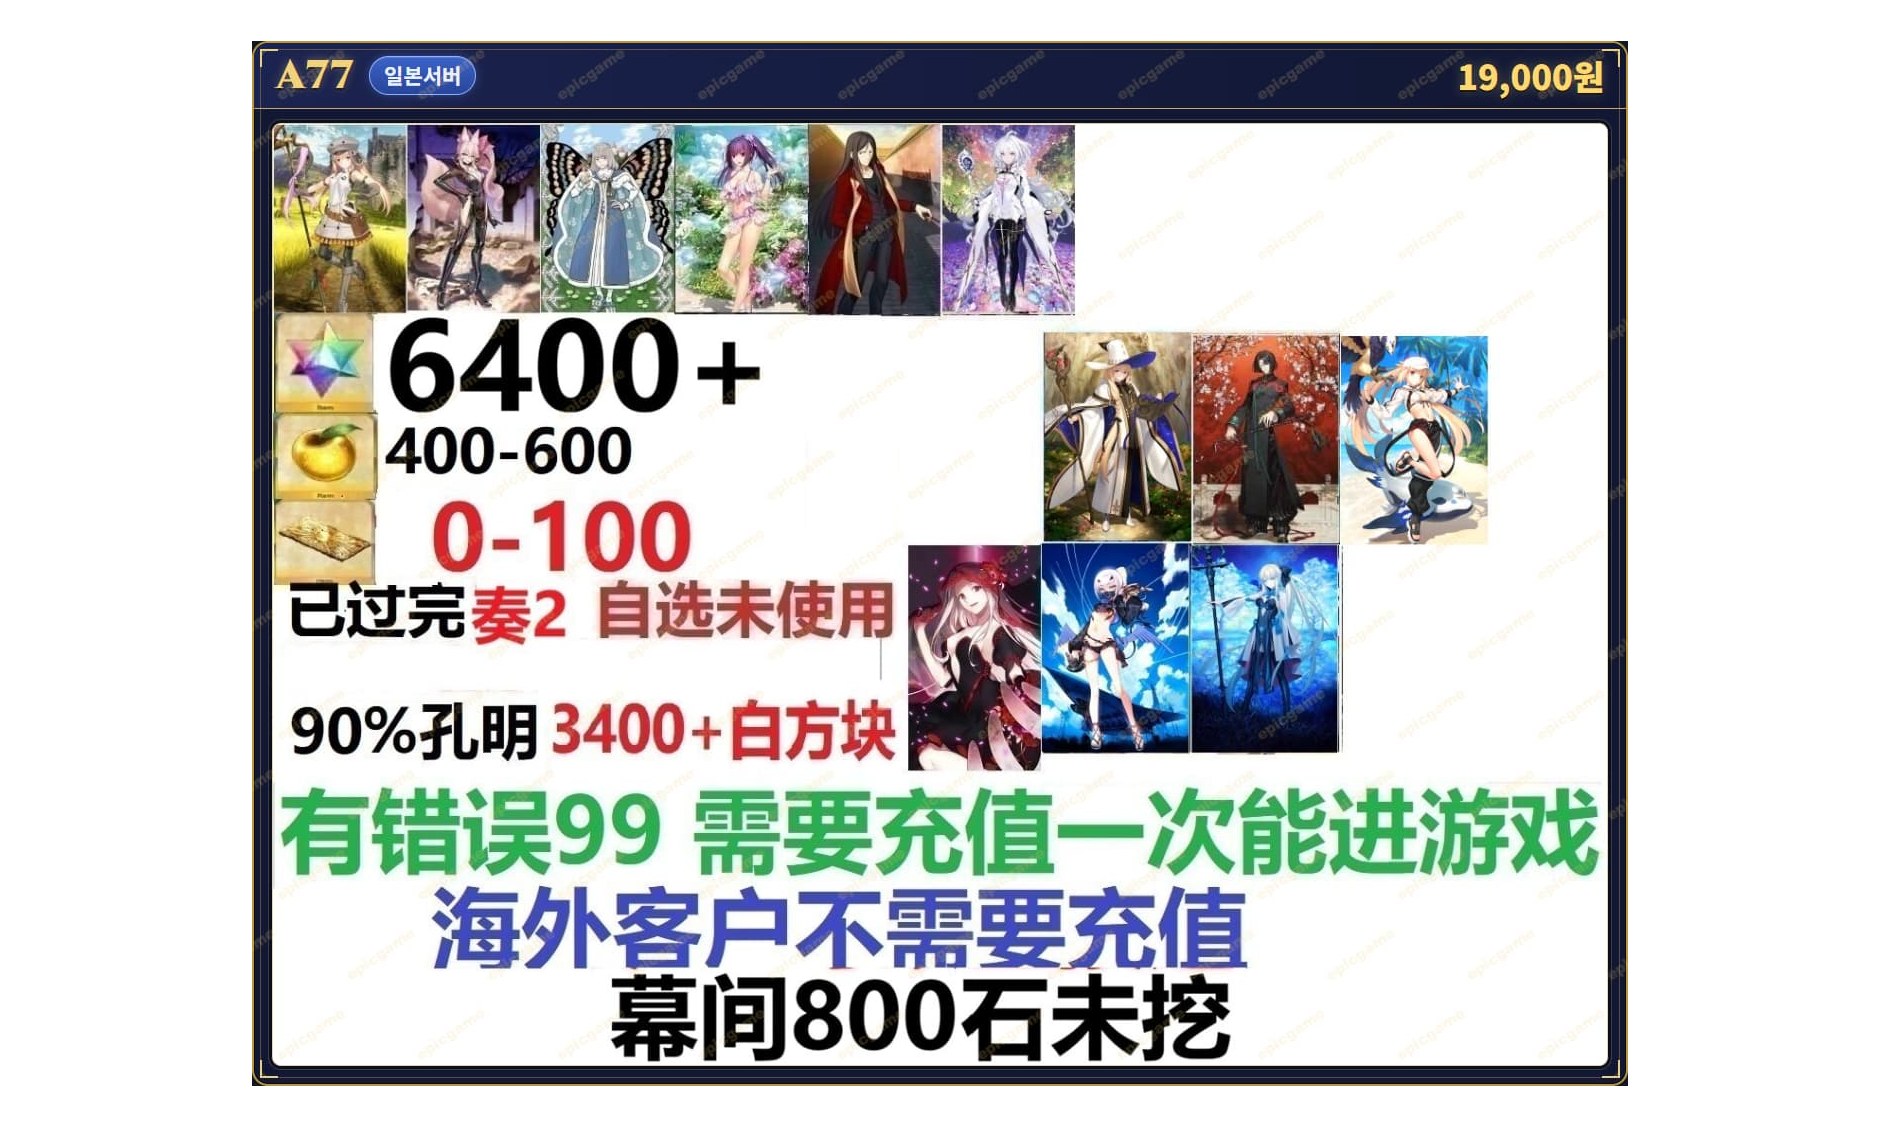 A77 일본서버 19,000원
6400+
400-600
0-100
已过完奏2 自选未使用
90%孔明 3400+白方块
有错误99 需要充值一次能进游戏
海外客户不需要充值
幕间800石未挖
epicgame